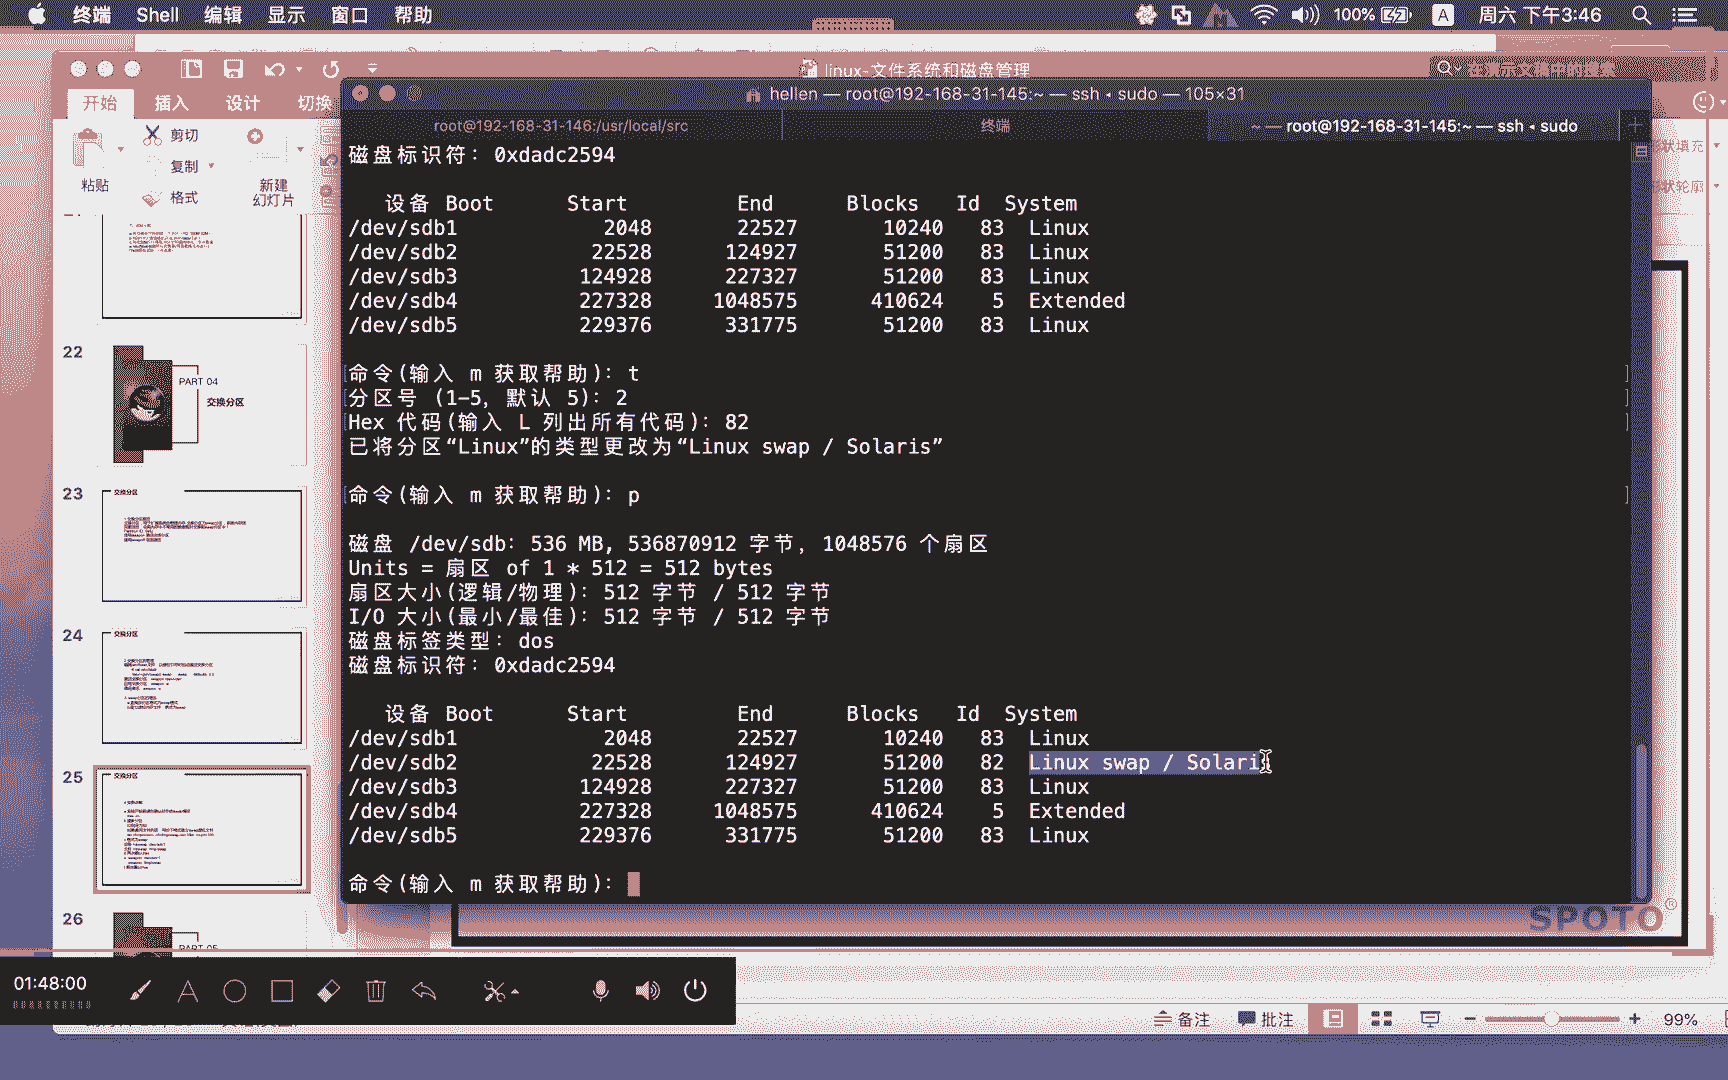 终端 Shell 编辑 显示 窗口 帮助 100% A 周六 下午3:46
linux-文件系统和磁盘管理
开始 插入 设计 切换
hellen — root@192-168-31-145:~ — ssh ◂ sudo — 105×31
root@192-168-31-146:/usr/local/src 终端 ~ — root@192-168-31-145:~ — ssh ◂ sudo
剪切
复制
格式
粘贴
新建
幻灯片
形状填充
形状轮廓
磁盘标识符：0xdadc2594
设备 Boot Start End Blocks Id System
/dev/sdb1 2048 22527 10240 83 Linux
/dev/sdb2 22528 124927 51200 83 Linux
/dev/sdb3 124928 227327 51200 83 Linux
/dev/sdb4 227328 1048575 410624 5 Extended
/dev/sdb5 229376 331775 51200 83 Linux
命令(输入 m 获取帮助)：t
分区号 (1-5，默认 5)：2
Hex 代码(输入 L 列出所有代码)：82
已将分区“Linux”的类型更改为“Linux swap / Solaris”
命令(输入 m 获取帮助)：p
磁盘 /dev/sdb：536 MB, 536870912 字节，1048576 个扇区
Units = 扇区 of 1 * 512 = 512 bytes
扇区大小(逻辑/物理)：512 字节 / 512 字节
I/O 大小(最小/最佳)：512 字节 / 512 字节
磁盘标签类型：dos
磁盘标识符：0xdadc2594
设备 Boot Start End Blocks Id System
/dev/sdb1 2048 22527 10240 83 Linux
/dev/sdb2 22528 124927 51200 82 Linux swap / Solari
/dev/sdb3 124928 227327 51200 83 Linux
/dev/sdb4 227328 1048575 410624 5 Extended
/dev/sdb5 229376 331775 51200 83 Linux
命令(输入 m 获取帮助)：
22
PART 04
交换分区
23
交换分区
24
交换分区
25
交换分区
26
PART 05
SPOTO®
01:48:00
备注 批注 99%